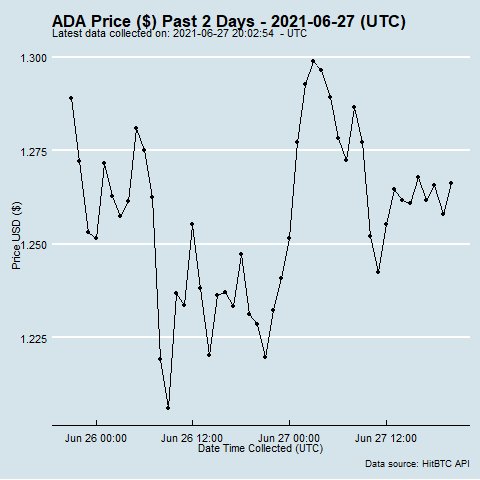 ADA Price ($) Past 2 Days - 2021-06-27 (UTC)
Latest data collected on: 2021-06-27 20:02:54  - UTC
1.300
1.275
1.250
1.225
Price USD ($)
Jun 26 00:00 Jun 26 12:00 Jun 27 00:00 Jun 27 12:00
Date Time Collected (UTC)
Data source: HitBTC API